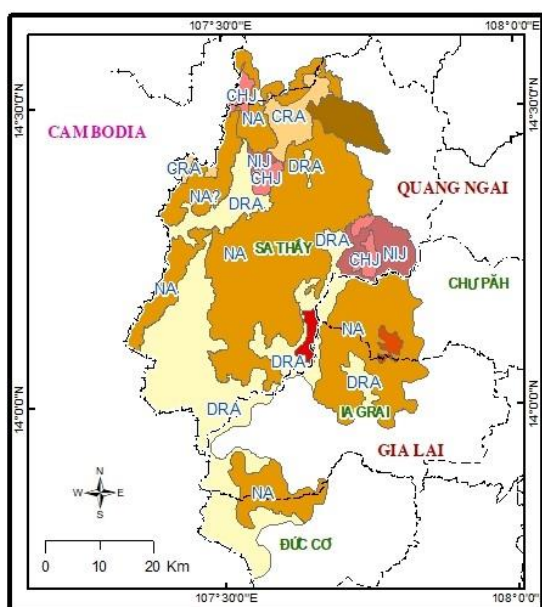 107°30'0"E
108°0'0"E
14°30'0"N
14°30'0"N
CHJ
CAMBODIA
NA
CRA
NIJ
CRA
CHJ
DRA
NA?
DRA
QUANG NGAI
NA
SA THẦY
DRA
CHJ
NIJ
NA
CHƯ PĂH
NA
DRA
DRA
DRA
14°0'0"N
IA GRAI
14°0'0"N
GIA LAI
NA
N
W
E
S
ĐỨC CƠ
0 10 20 Km
107°30'0"E
108°0'0"E